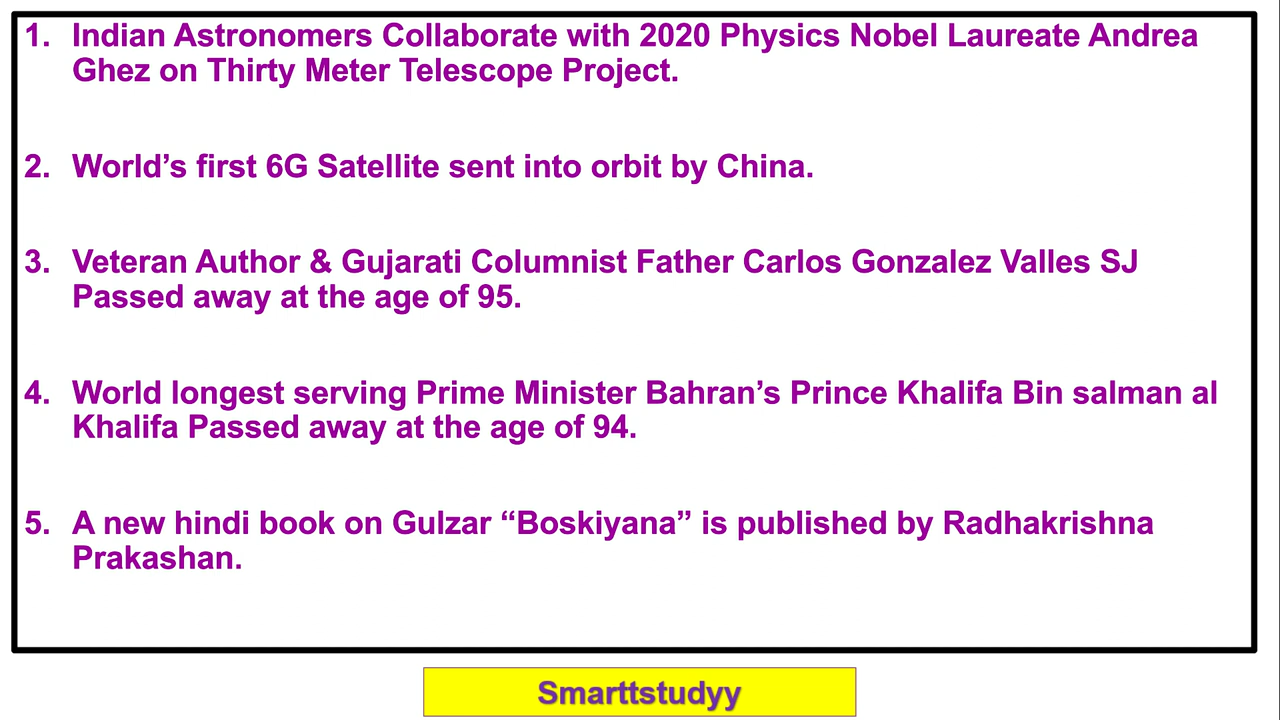 1. Indian Astronomers Collaborate with 2020 Physics Nobel Laureate Andrea
Ghez on Thirty Meter Telescope Project.
2. World’s first 6G Satellite sent into orbit by China.
3. Veteran Author & Gujarati Columnist Father Carlos Gonzalez Valles SJ
Passed away at the age of 95.
4. World longest serving Prime Minister Bahran’s Prince Khalifa Bin salman al
Khalifa Passed away at the age of 94.
5. A new hindi book on Gulzar “Boskiyana” is published by Radhakrishna
Prakashan.
Smarttstudyy